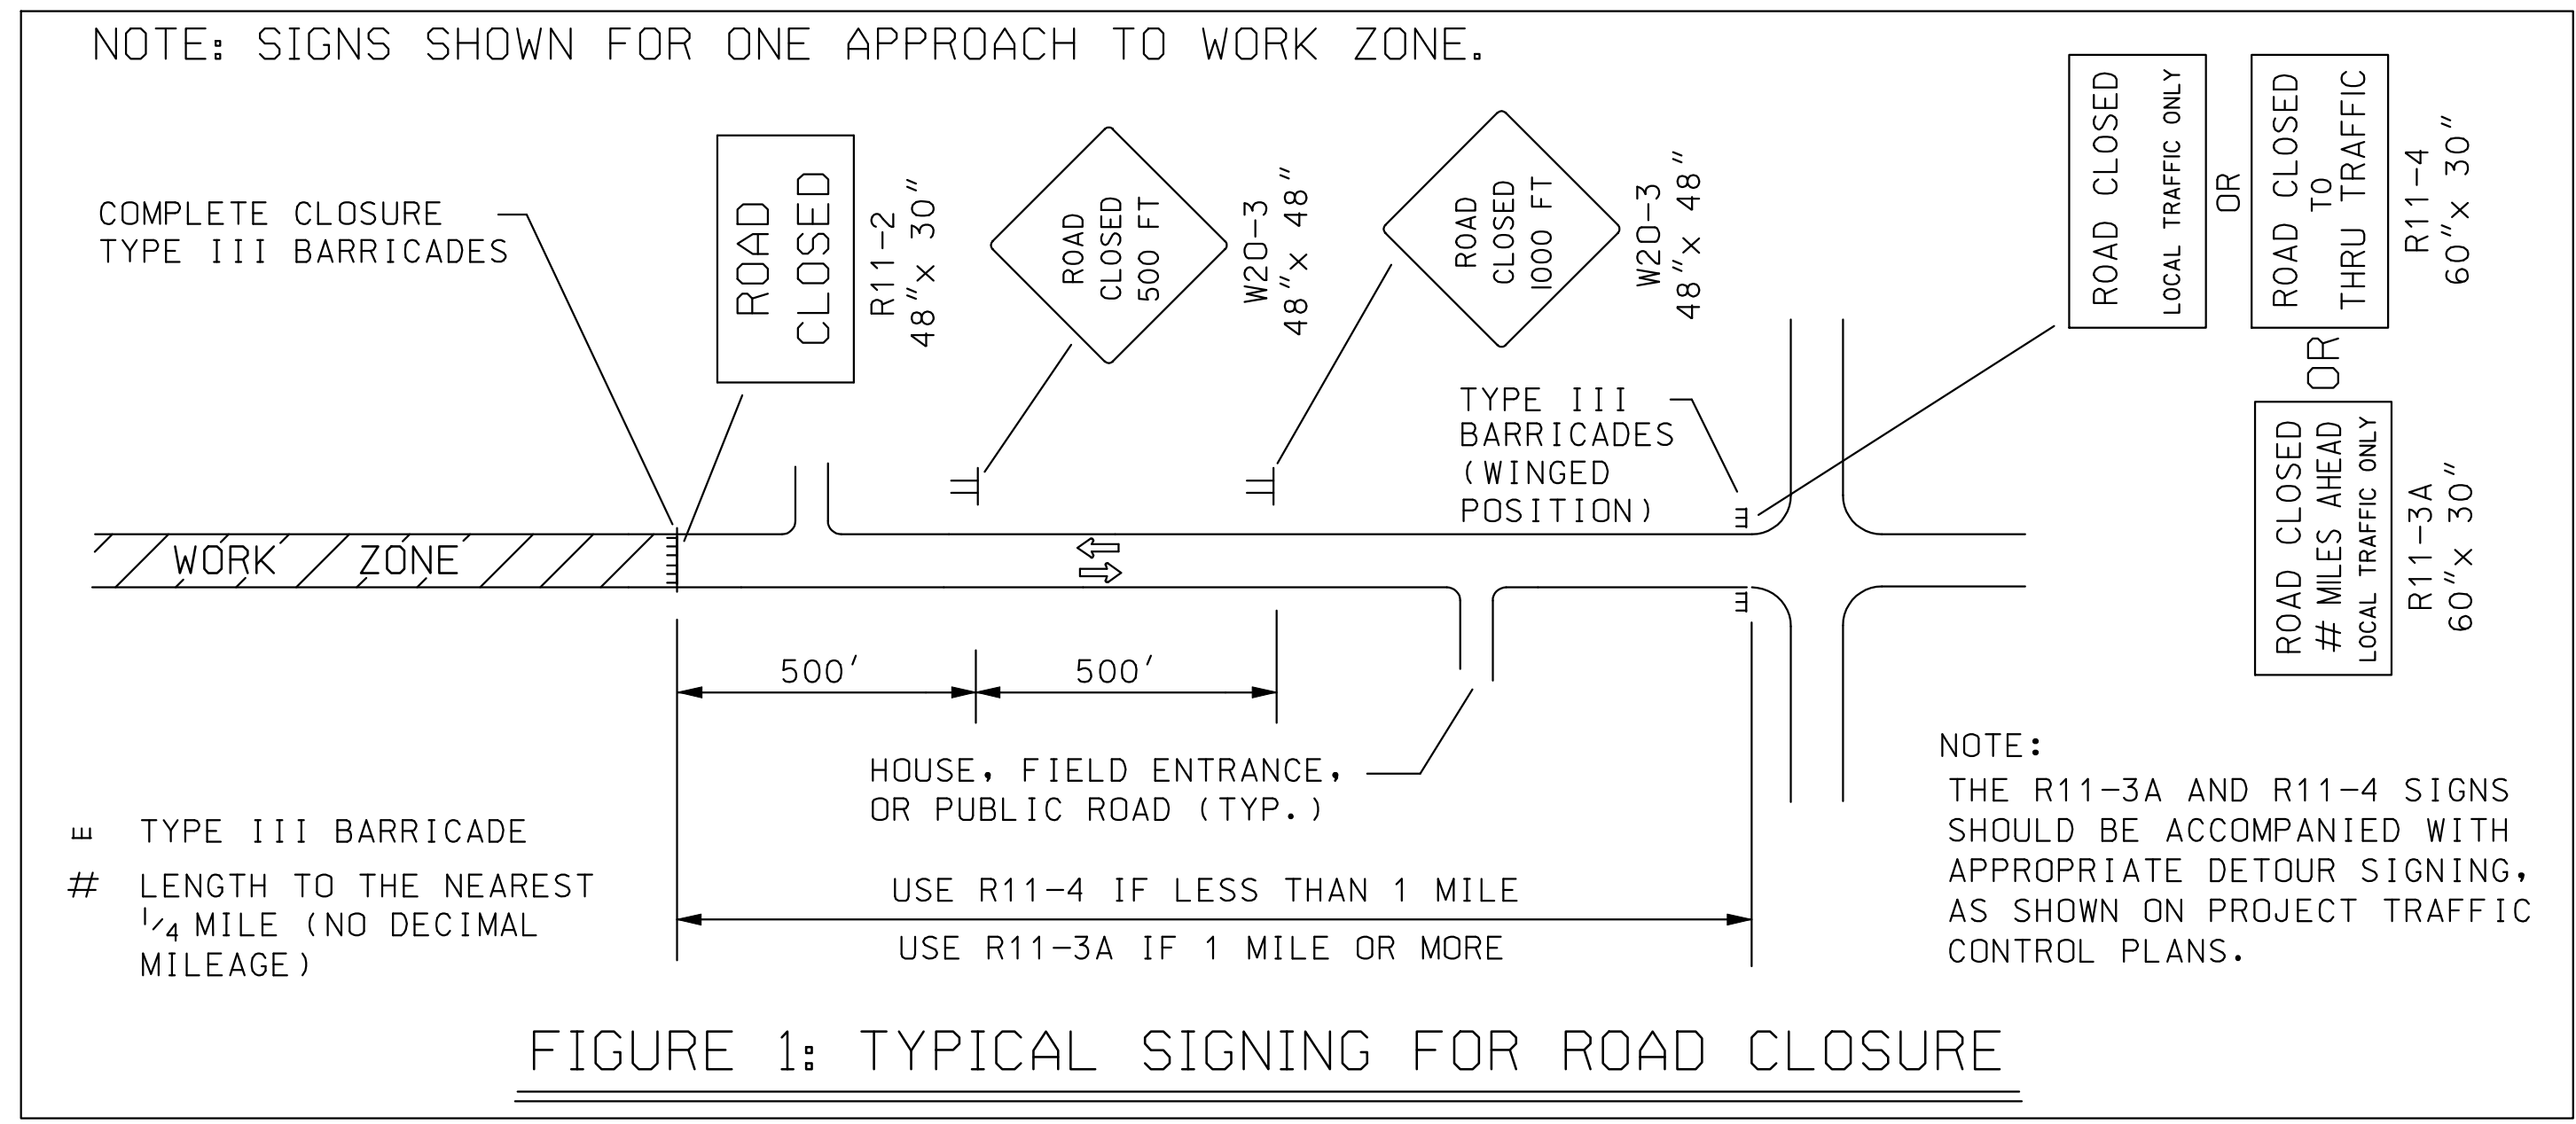 NOTE: SIGNS SHOWN FOR ONE APPROACH TO WORK ZONE.
COMPLETE CLOSURE
TYPE III BARRICADES
ROAD
CLOSED
R11-2
48"x 30"
ROAD
CLOSED
500 FT
W20-3
48"x 48"
ROAD
CLOSED
1000 FT
W20-3
48"x 48"
ROAD CLOSED
LOCAL TRAFFIC ONLY
OR
ROAD CLOSED
TO
THRU TRAFFIC
R11-4
60"x 30"
OR
ROAD CLOSED
# MILES AHEAD
LOCAL TRAFFIC ONLY
R11-3A
60"x 30"
TYPE III
BARRICADES
(WINGED
POSITION)
WORK ZONE
500'
500'
HOUSE, FIELD ENTRANCE,
OR PUBLIC ROAD (TYP.)
USE R11-4 IF LESS THAN 1 MILE
USE R11-3A IF 1 MILE OR MORE
TYPE III BARRICADE
# LENGTH TO THE NEAREST
1/4 MILE (NO DECIMAL
MILEAGE)
NOTE:
THE R11-3A AND R11-4 SIGNS
SHOULD BE ACCOMPANIED WITH
APPROPRIATE DETOUR SIGNING,
AS SHOWN ON PROJECT TRAFFIC
CONTROL PLANS.
FIGURE 1: TYPICAL SIGNING FOR ROAD CLOSURE